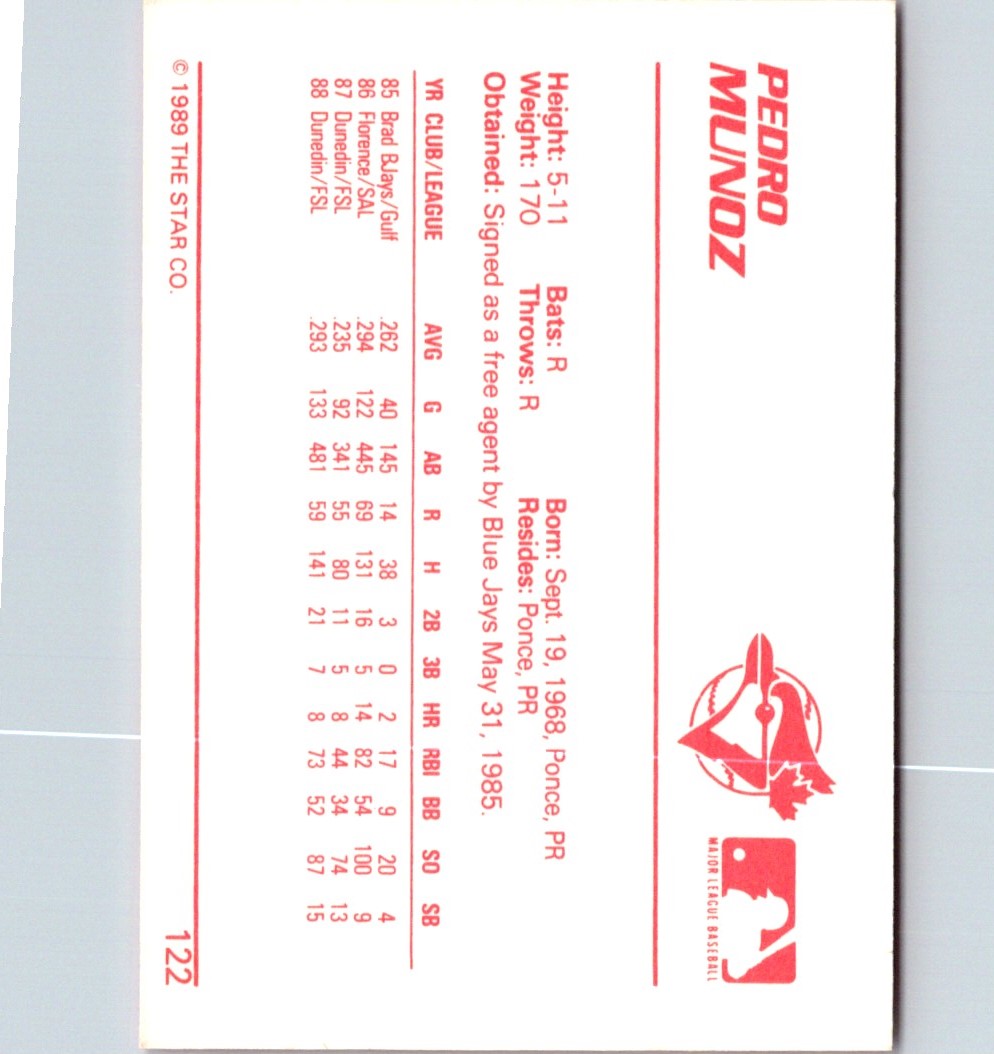 PEDRO
MUNOZ
MAJOR LEAGUE BASEBALL
Height: 5-11 Bats: R Born: Sept. 19, 1968, Ponce, PR
Weight: 170 Throws: R Resides: Ponce, PR
Obtained: Signed as a free agent by Blue Jays May 31, 1985.
YR CLUB/LEAGUE AVG G AB R H 2B 3B HR RBI BB SO SB
85 Brad BJays/Gulf .262 40 145 14 38 3 0 2 17 9 20 4
86 Florence/SAL .294 122 445 69 131 16 5 14 82 54 100 9
87 Dunedin/FSL .235 92 341 55 80 11 5 8 44 34 74 13
88 Dunedin/FSL .293 133 481 59 141 21 7 8 73 52 87 15
© 1989 THE STAR CO. 122